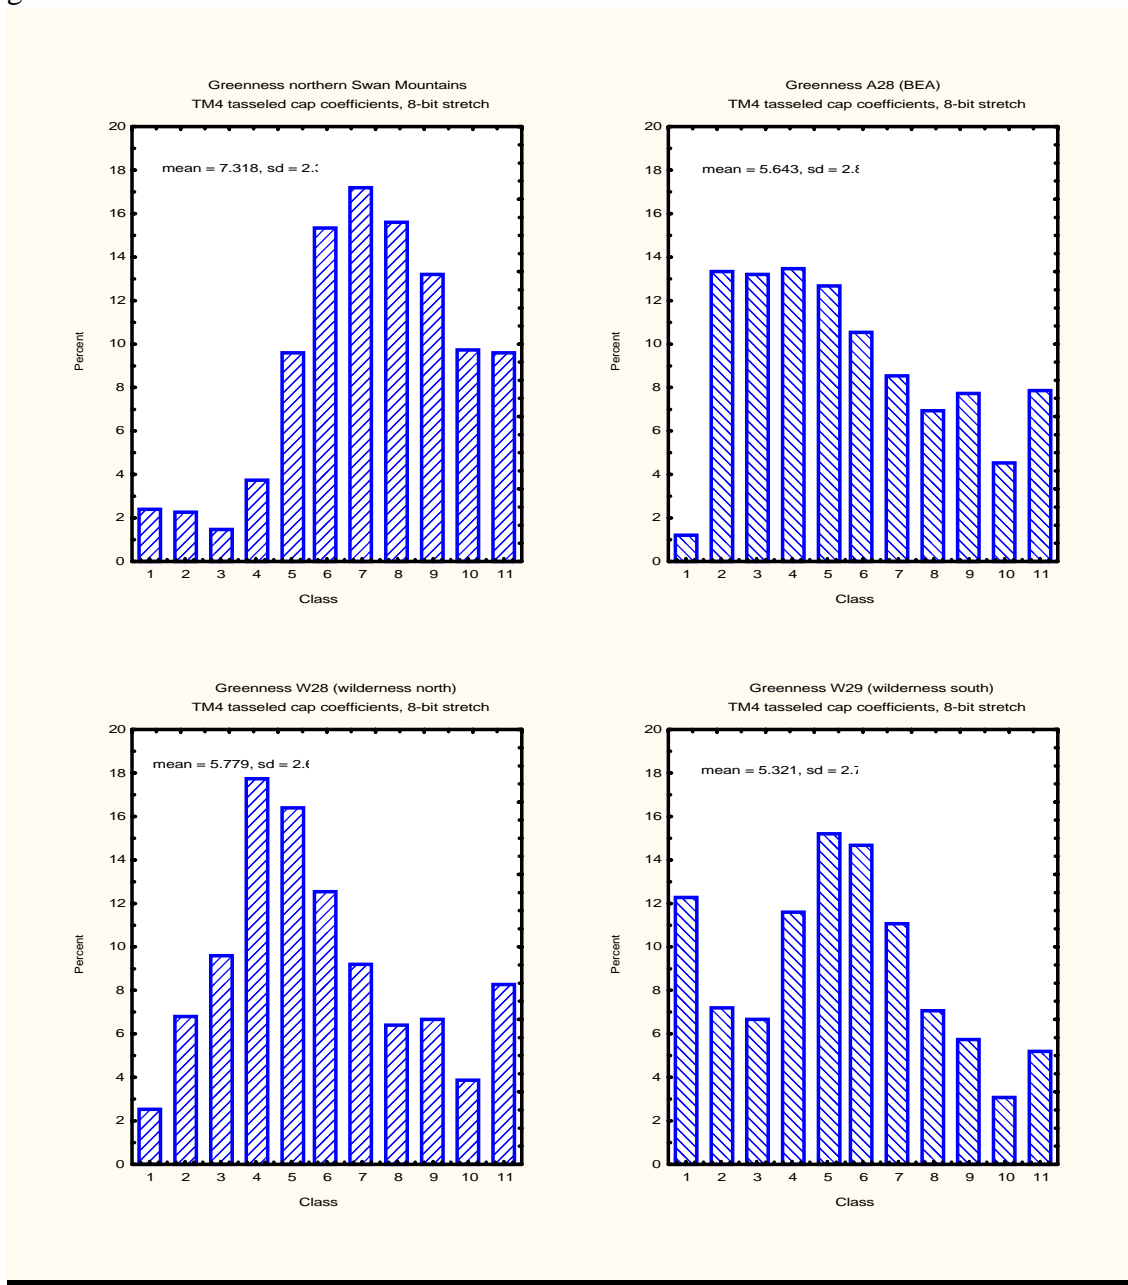 Greenness northern Swan Mountains
TM4 tasseled cap coefficients, 8-bit stretch
20
18
16
14
12
10
8
6
4
2
0
mean = 7.318, sd = 2.
Percent
1 2 3 4 5 6 7 8 9 10 11
Class
Greenness A28 (BEA)
TM4 tasseled cap coefficients, 8-bit stretch
20
18
16
14
12
10
8
6
4
2
0
mean = 5.643, sd = 2.
Percent
1 2 3 4 5 6 7 8 9 10 11
Class
Greenness W28 (wilderness north)
TM4 tasseled cap coefficients, 8-bit stretch
20
18
16
14
12
10
8
6
4
2
0
mean = 5.779, sd = 2.
Percent
1 2 3 4 5 6 7 8 9 10 11
Class
Greenness W29 (wilderness south)
TM4 tasseled cap coefficients, 8-bit stretch
20
18
16
14
12
10
8
6
4
2
0
mean = 5.321, sd = 2.
Percent
1 2 3 4 5 6 7 8 9 10 11
Class